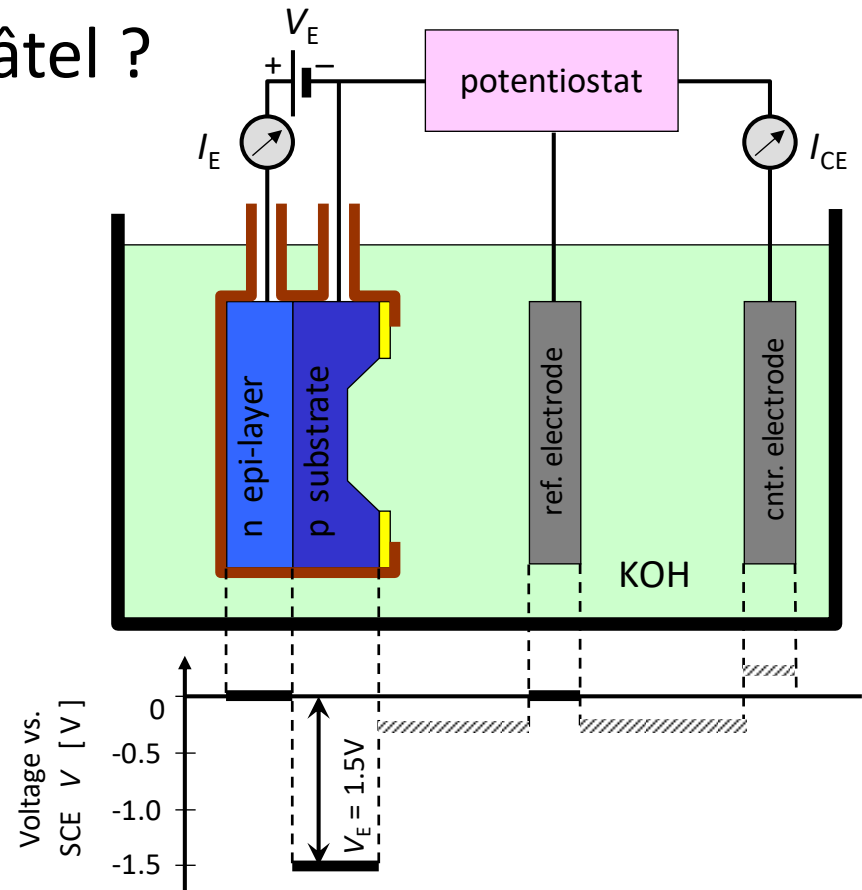 âtel ?
V_E
+ –
potentiostat
I_E
I_CE
n epi-layer
p substrate
ref. electrode
cntr. electrode
KOH
Voltage vs.
SCE V [ V ]
0
-0.5
-1.0
-1.5
V_E = 1.5V